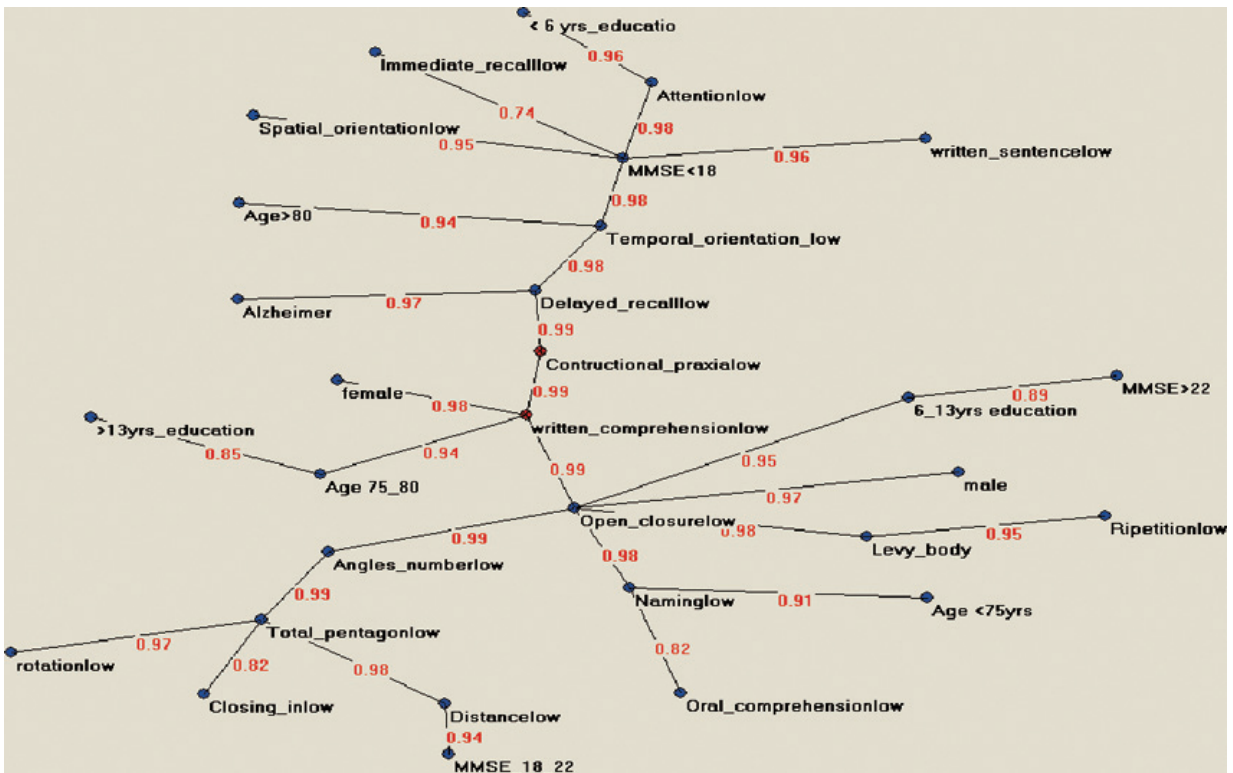 < 6 yrs_educatio
0.96
Immediate_recalllow
Attentionlow
0.74
Spatial_orientationlow
0.98
0.95
0.96
written_sentencelow
MMSE<18
Age>80
0.98
0.94
Temporal_orientation_low
0.98
Alzheimer
0.97
Delayed_recalllow
0.99
Contructional_praxialow
female
0.99
MMSE>22
0.89
6_13yrs education
0.98
>13yrs_education
written_comprehensionlow
0.85
0.94
0.95
0.99
Age 75_80
male
0.97
Open_closurelow
0.98
Levy_body
0.95
Ripetitionlow
0.99
Angles_numberlow
0.98
0.99
Naminglow
0.91
Age <75yrs
Total_pentagonlow
0.97
rotationlow
0.82
0.98
0.82
Closing_inlow
Distancelow
Oral_comprehensionlow
0.94
MMSE_18_22